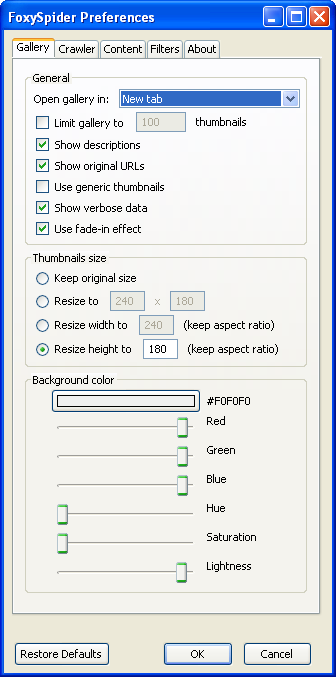 FoxySpider Preferences
Gallery Crawler Content Filters About
General
Open gallery in: New tab
Limit gallery to 100 thumbnails
Show descriptions
Show original URLs
Use generic thumbnails
Show verbose data
Use fade-in effect
Thumbnails size
Keep original size
Resize to 240 x 180
Resize width to 240 (keep aspect ratio)
Resize height to 180 (keep aspect ratio)
Background color
#F0F0F0
Red
Green
Blue
Hue
Saturation
Lightness
Restore Defaults OK Cancel